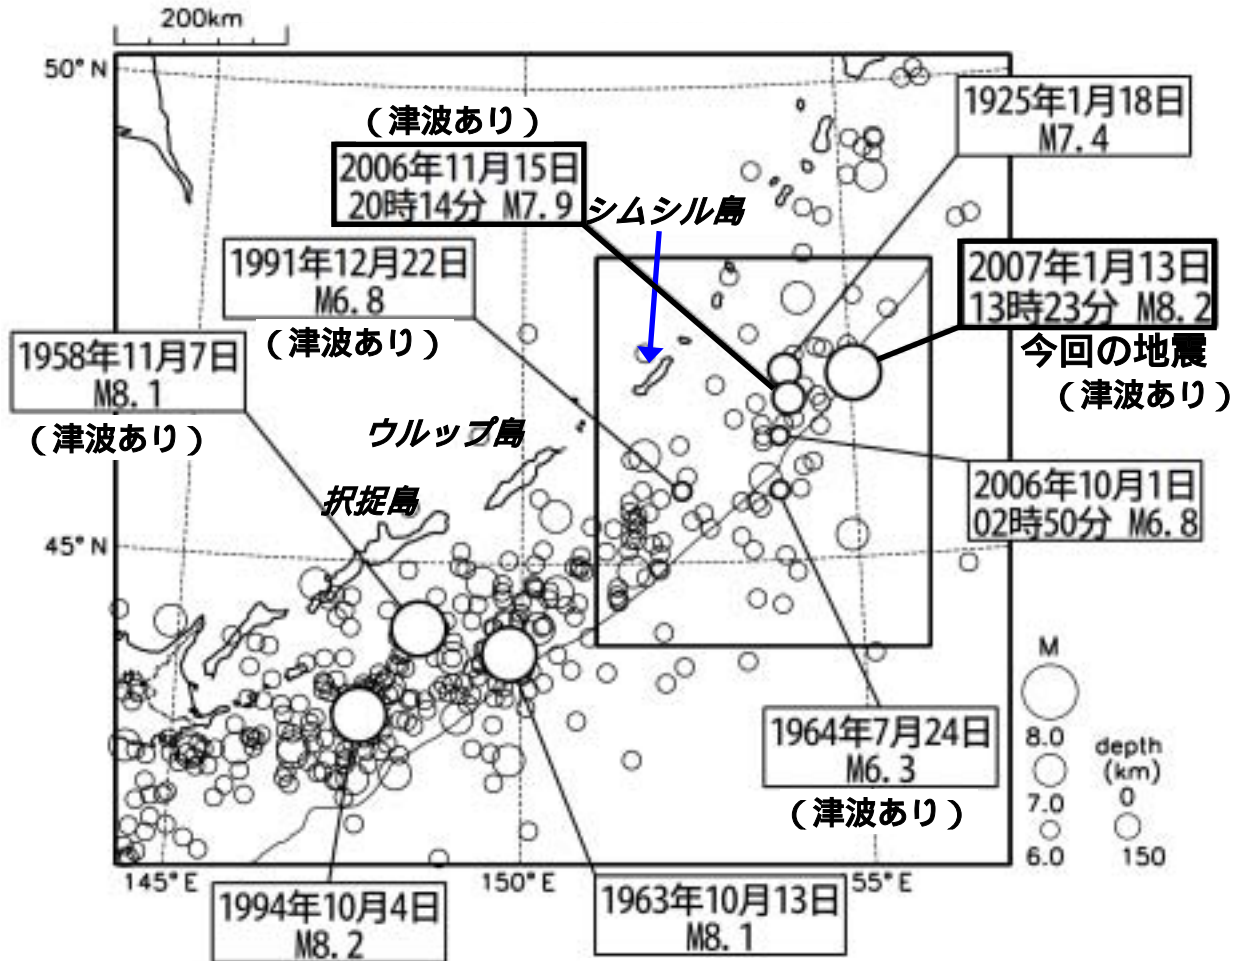 200km
50°N
1925年1月18日
M7.4
(津波あり)
2006年11月15日
20時14分 M7.9
シムシル島
1991年12月22日
M6.8
(津波あり)
2007年1月13日
13時23分 M8.2
今回の地震
(津波あり)
1958年11月7日
M8.1
(津波あり)
ウルップ島
択捉島
2006年10月1日
02時50分 M6.8
45°N
M
8.0
7.0
6.0
depth
(km)
0
150
1964年7月24日
M6.3
(津波あり)
145°E
150°E
55°E
1994年10月4日
M8.2
1963年10月13日
M8.1